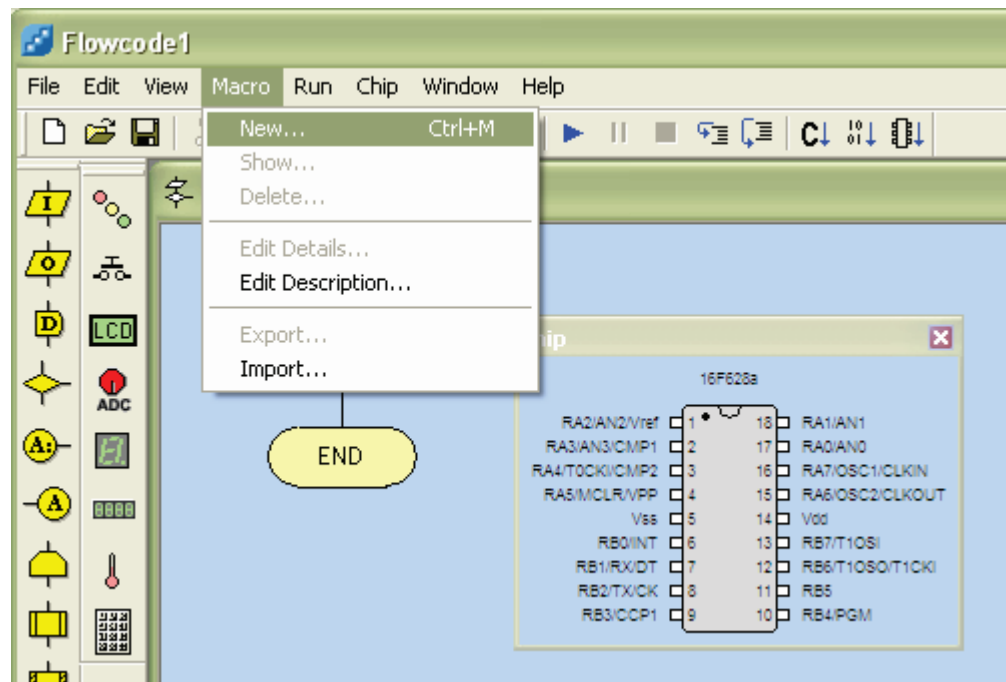 Flowcode1
File Edit View Macro Run Chip Window Help
New... Ctrl+M
Show...
Delete...
Edit Details...
Edit Description...
Export...
Import...
I
O
D
LCD
ADC
A:
A
8888
C
END
16F628a
RA2/AN2/Vref 1 18 RA1/AN1
RA3/AN3/CMP1 2 17 RA0/AN0
RA4/T0CKI/CMP2 3 16 RA7/OSC1/CLKIN
RA5/MCLR/VPP 4 15 RA6/OSC2/CLKOUT
Vss 5 14 Vdd
RB0/INT 6 13 RB7/T1OSI
RB1/RX/DT 7 12 RB6/T1OSO/T1CKI
RB2/TX/CK 8 11 RB5
RB3/CCP1 9 10 RB4/PGM